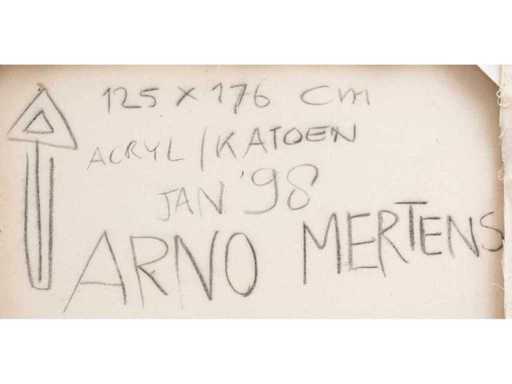 125 x 176 cm
ACRYL/KATOEN
JAN '98
ARNO MERTENS